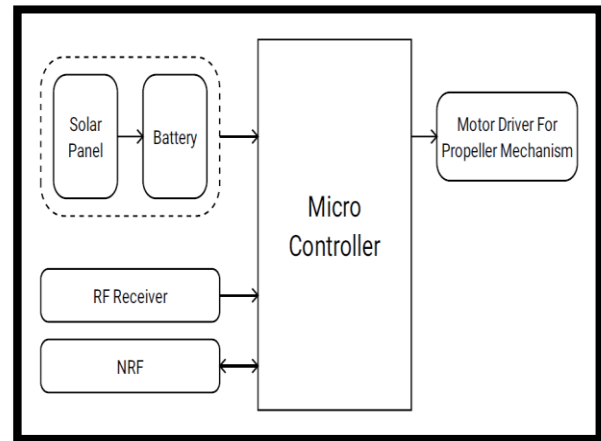 Solar
Panel
Battery
Motor Driver For
Propeller Mechanism
Micro
Controller
RF Receiver
NRF